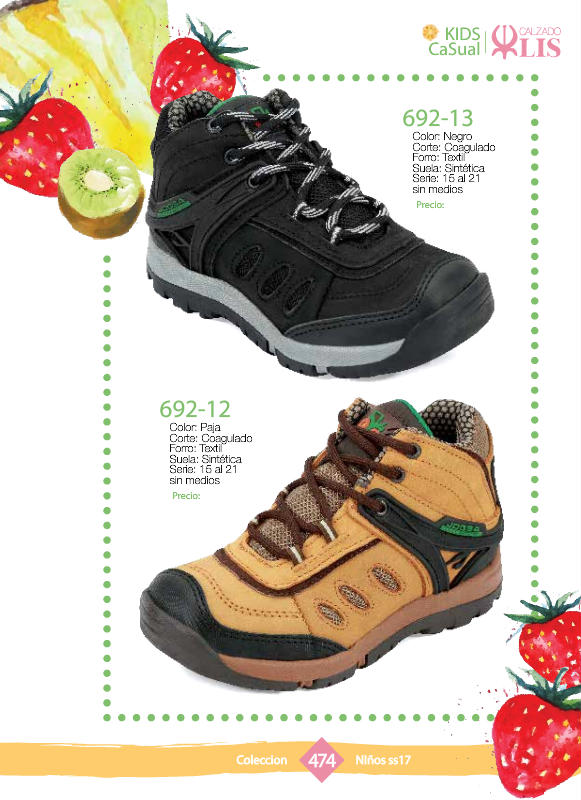 KIDS
CaSual
CALZADO
LIS
692-13
Color: Negro
Corte: Coagulado
Forro: Textil
Suela: Sintética
Serie: 15 al 21
sin medios
Precio:
692-12
Color: Paja
Corte: Coagulado
Forro: Textil
Suela: Sintética
Serie: 15 al 21
sin medios
Precio:
Coleccion 474 Niños ss17